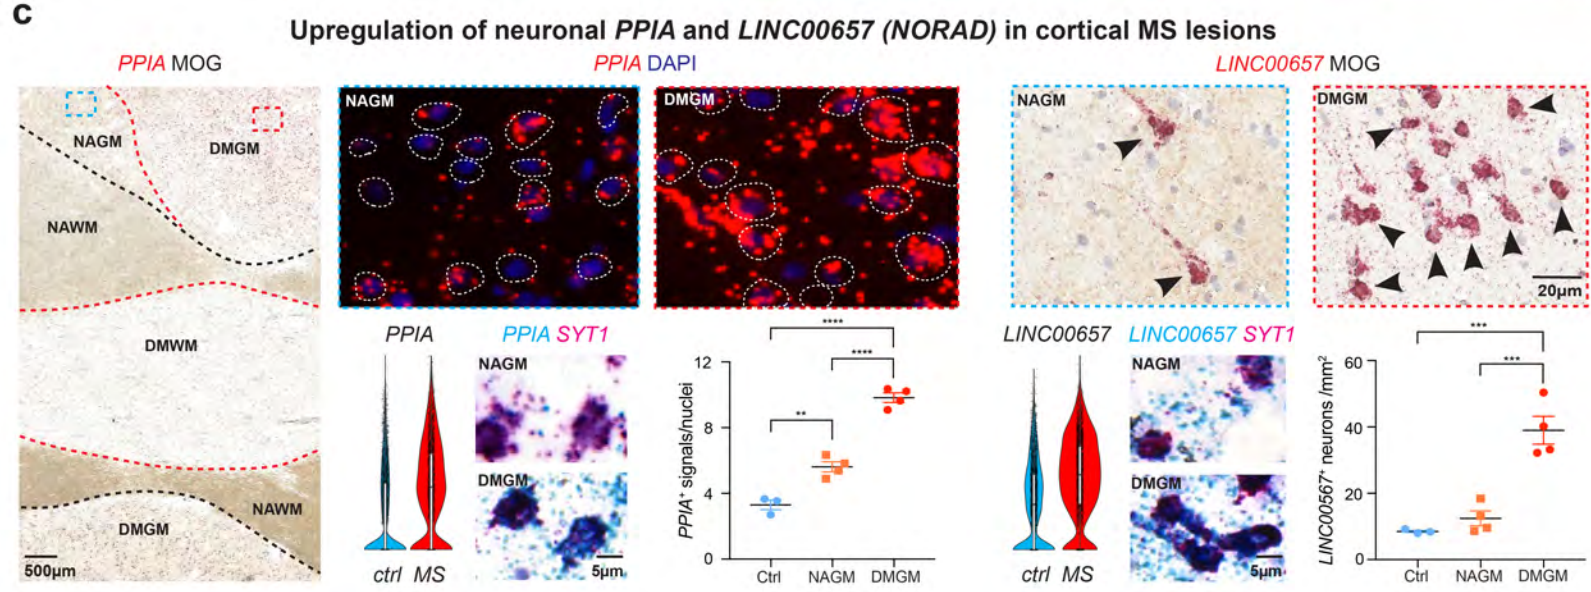 c
Upregulation of neuronal PPIA and LINC00657 (NORAD) in cortical MS lesions
PPIA MOG
PPIA DAPI
LINC00657 MOG
NAGM
DMGM
NAWM
DMWM
NAWM
DMGM
500µm
NAGM
DMGM
NAGM
DMGM
20µm
PPIA
ctrl MS
PPIA SYT1
NAGM
DMGM
5µm
PPIA+ signals/nuclei
12
8
4
0
****
****
**
Ctrl NAGM DMGM
LINC00657
ctrl MS
LINC00657 SYT1
NAGM
DMGM
5µm
LINC00567+ neurons /mm²
60
40
20
0
***
***
Ctrl NAGM DMGM